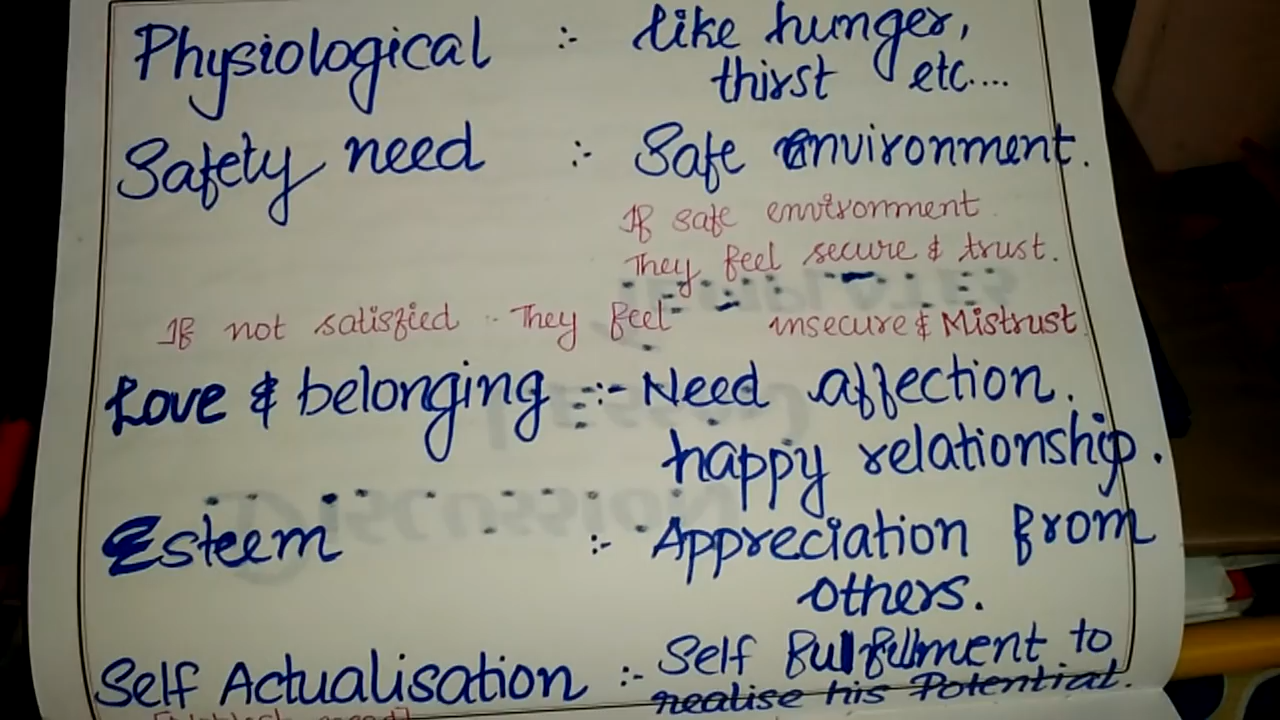 Physiological :- like hunger,
thirst etc....
Safety need :- Safe environment.
If safe environment
They feel secure & trust.
If not satisfied They feel insecure & Mistrust
Love & belonging :- Need affection.
happy relationship.
Esteem :- Appreciation from
others.
Self Actualisation :- Self fulfillment to
realise his Potential.